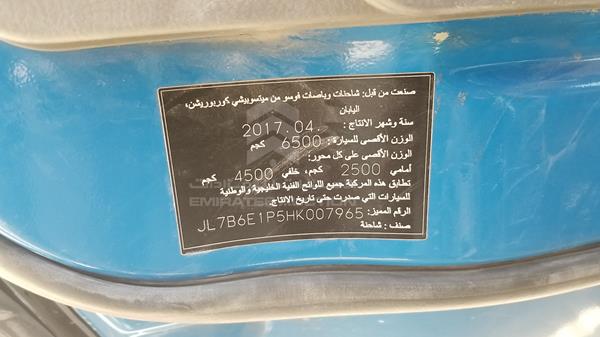 صنعت من قبل: شاحنات وباصات فوسو من ميتسوبيشي كوربوريشن،
اليابان
سنة وشهر الانتاج : 2017.04.
الوزن الأقصى للسيارة : 6500 كجم
الوزن الأقصى على كل محور:
أمامي 2500 كجم، خلفي 4500 كجم
تطابق هذه المركبة جميع اللوائح الفنية الخليجية والوطنية
للسيارات التي صدرت حتى تاريخ الانتاج.
الرقم المميز: JL7B6E1P5HK007965
صنف : شاحنة